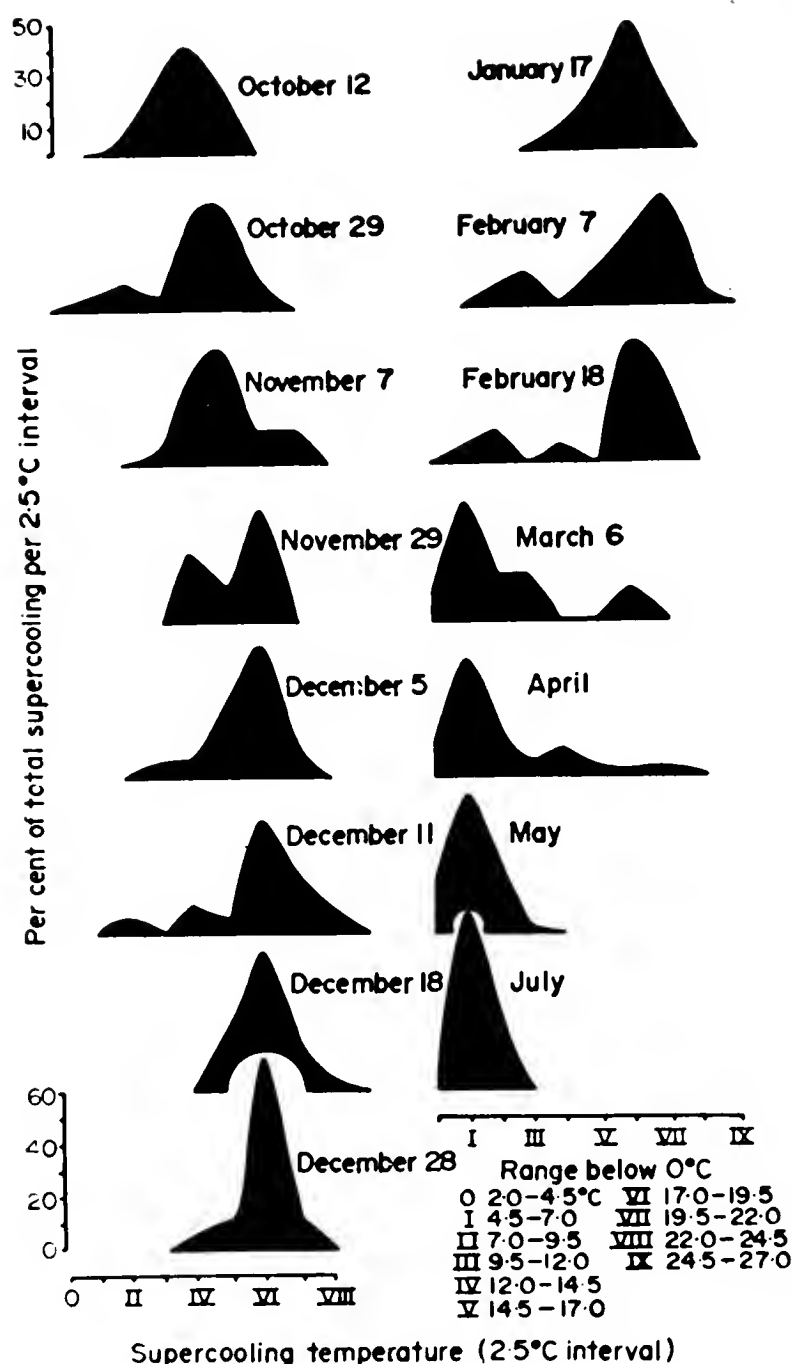 50
30
10
October 12
January 17
October 29
February 7
November 7
February 18
November 29
March 6
December 5
April
December 11
May
December 18
July
December 28
Per cent of total supercooling per 2·5°C interval
60
40
20
0
0 II IV VI VIII
I III V VII IX
Range below 0°C
0 2·0–4·5°C VI 17·0–19·5
I 4·5–7·0 VII 19·5–22·0
II 7·0–9·5 VIII 22·0–24·5
III 9·5–12·0 IX 24·5–27·0
IV 12·0–14·5
V 14·5–17·0
Supercooling temperature (2·5°C interval)